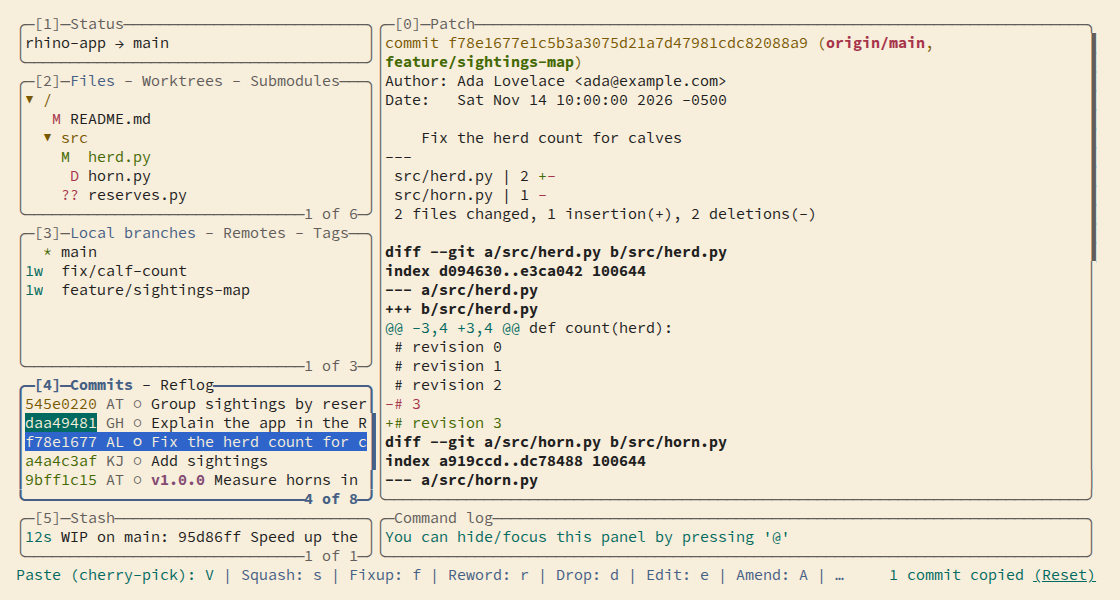 [1]─Status
rhino-app → main
[2]─Files - Worktrees - Submodules
▼ /
M README.md
▼ src
M herd.py
D horn.py
?? reserves.py
1 of 6
[3]─Local branches - Remotes - Tags
* main
1w fix/calf-count
1w feature/sightings-map
1 of 3
[4]─Commits - Reflog
545e0220 AT ○ Group sightings by reser
daa49481 GH ○ Explain the app in the R
f78e1677 AL ○ Fix the herd count for c
a4a4c3af KJ ○ Add sightings
9bff1c15 AT ○ v1.0.0 Measure horns in
4 of 8
[5]─Stash
12s WIP on main: 95d86ff Speed up the
1 of 1
[0]─Patch
commit f78e1677e1c5b3a3075d21a7d47981cdc82088a9 (origin/main,
feature/sightings-map)
Author: Ada Lovelace <ada@example.com>
Date:   Sat Nov 14 10:00:00 2026 -0500
Fix the herd count for calves
---
src/herd.py | 2 +-
src/horn.py | 1 -
2 files changed, 1 insertion(+), 2 deletions(-)
diff --git a/src/herd.py b/src/herd.py
index d094630..e3ca042 100644
--- a/src/herd.py
+++ b/src/herd.py
@@ -3,4 +3,4 @@ def count(herd):
# revision 0
# revision 1
# revision 2
-# 3
+# revision 3
diff --git a/src/horn.py b/src/horn.py
index a919ccd..dc78488 100644
--- a/src/horn.py
Command log
You can hide/focus this panel by pressing '@'
Paste (cherry-pick): V | Squash: s | Fixup: f | Reword: r | Drop: d | Edit: e | Amend: A | … 1 commit copied (Reset)